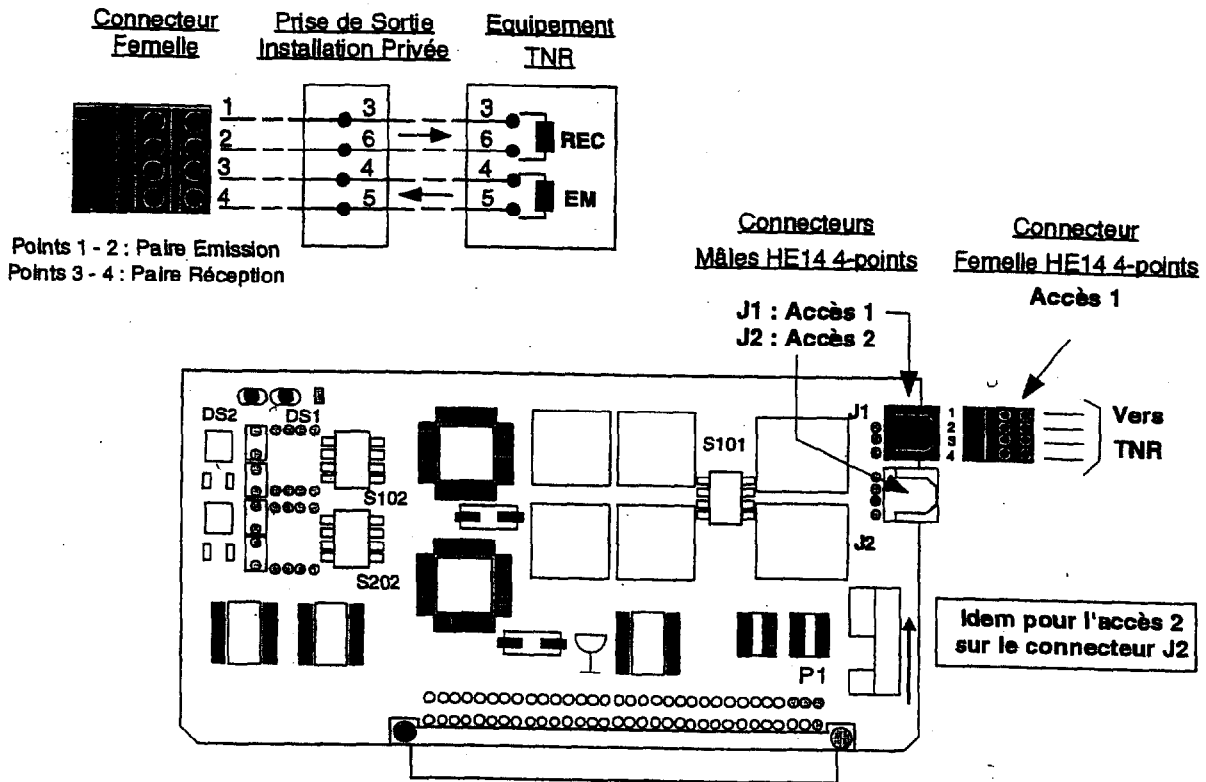 Connecteur
Femelle
Prise de Sortie
Installation Privée
Equipement
TNR
1
2
3
4
3
6
4
5
3
6
4
5
REC
EM
Points 1 - 2 : Paire Emission
Points 3 - 4 : Paire Réception
Connecteurs
Mâles HE14 4-points
Connecteur
Femelle HE14 4-points
Accès 1
J1 : Accès 1
J2 : Accès 2
DS2
DS1
S102
S202
S101
J1
1
2
3
4
Vers
TNR
J2
P1
Idem pour l'accès 2
sur le connecteur J2